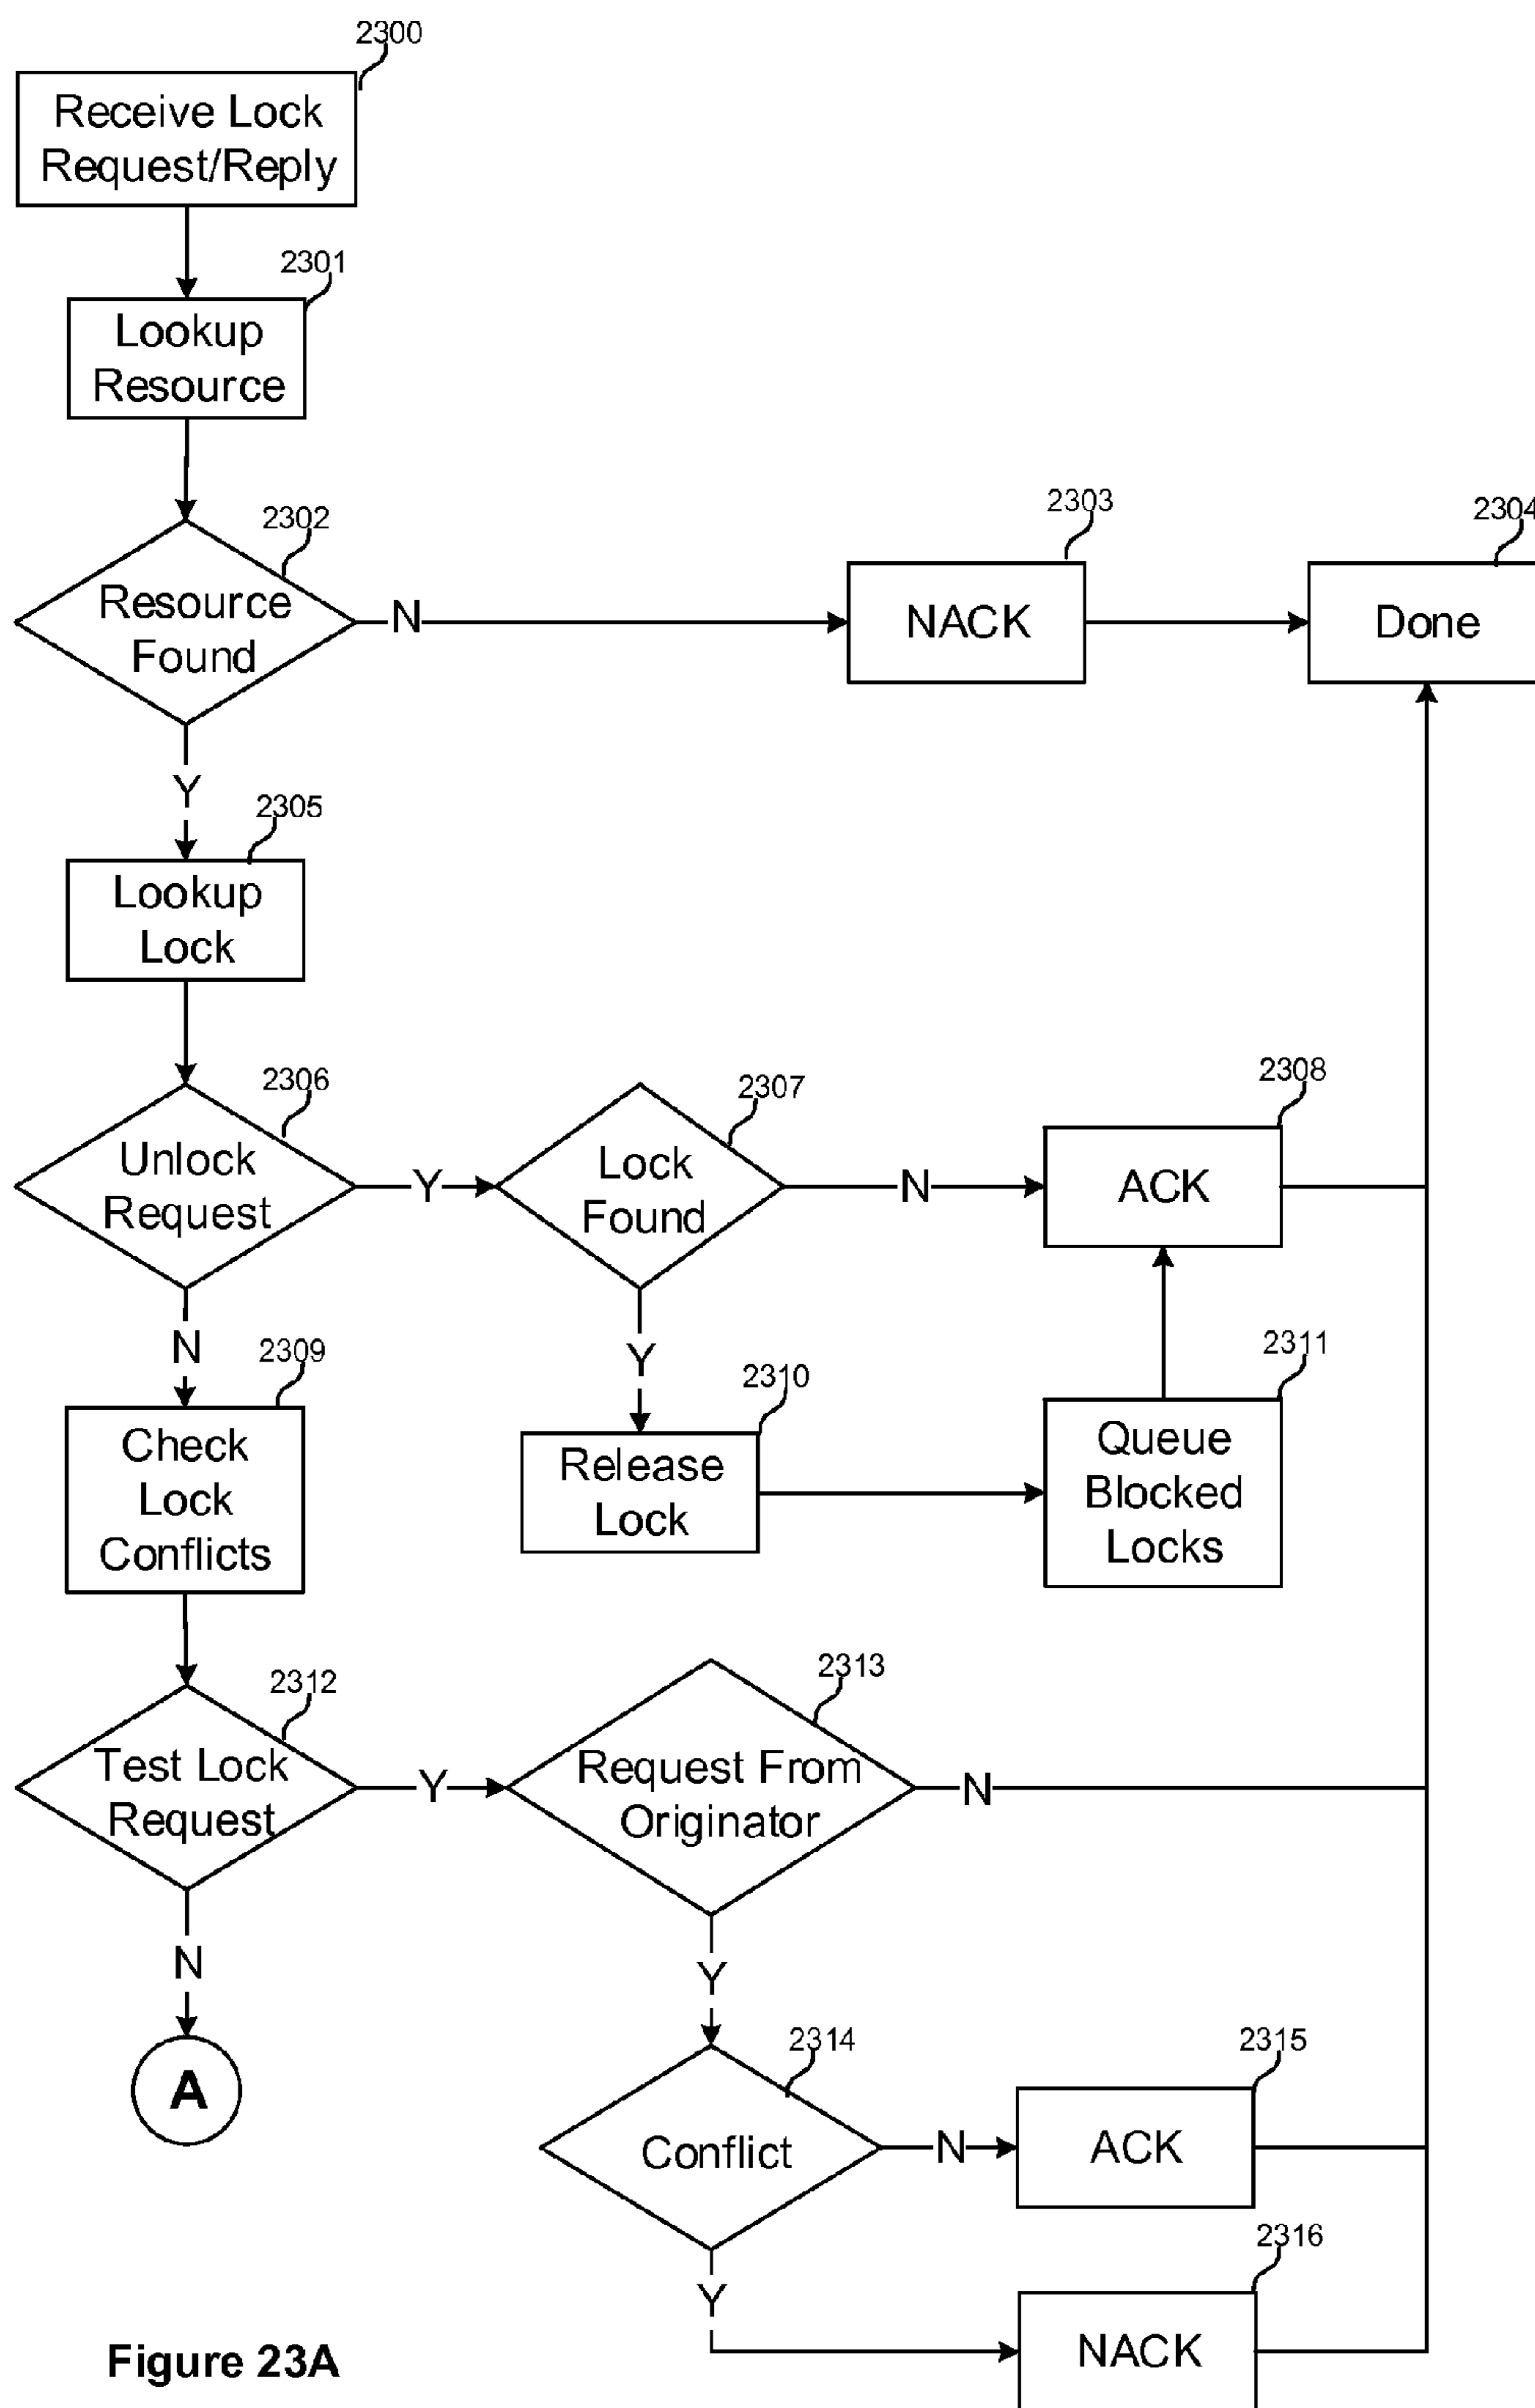 2300
Receive Lock
Request/Reply
2301
Lookup
Resource
2302
Resource
Found
N
2303
NACK
2304
Done
Y
2305
Lookup
Lock
2306
Unlock
Request
Y
2307
Lock
Found
N
2308
ACK
N
2309
Check
Lock
Conflicts
Y
2310
Release
Lock
2311
Queue
Blocked
Locks
2312
Test Lock
Request
Y
2313
Request From
Originator
N
N
A
Y
2314
Conflict
N
2315
ACK
Y
2316
NACK
Figure 23A